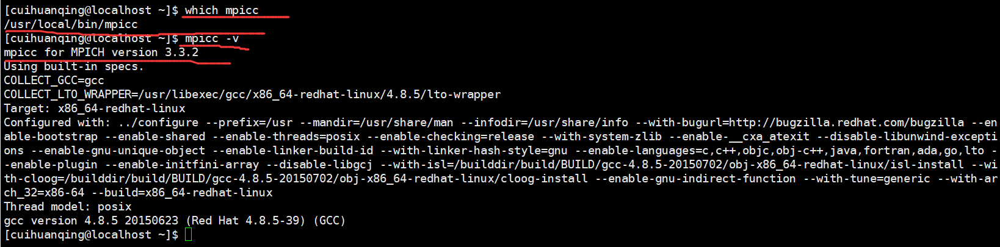 [cuihuanqing@localhost ~]$ which mpicc
/usr/local/bin/mpicc
[cuihuanqing@localhost ~]$ mpicc -v
mpicc for MPICH version 3.3.2
Using built-in specs.
COLLECT_GCC=gcc
COLLECT_LTO_WRAPPER=/usr/libexec/gcc/x86_64-redhat-linux/4.8.5/lto-wrapper
Target: x86_64-redhat-linux
Configured with: ../configure --prefix=/usr --mandir=/usr/share/man --infodir=/usr/share/info --with-bugurl=http://bugzilla.redhat.com/bugzilla --en
able-bootstrap --enable-shared --enable-threads=posix --enable-checking=release --with-system-zlib --enable-__cxa_atexit --disable-libunwind-excepti
ons --enable-gnu-unique-object --enable-linker-build-id --with-linker-hash-style=gnu --enable-languages=c,c++,objc,obj-c++,java,fortran,ada,go,lto -
-enable-plugin --enable-initfini-array --disable-libgcj --with-isl=/builddir/build/BUILD/gcc-4.8.5-20150702/obj-x86_64-redhat-linux/isl-install --wi
th-cloog=/builddir/build/BUILD/gcc-4.8.5-20150702/obj-x86_64-redhat-linux/cloog-install --enable-gnu-indirect-function --with-tune=generic --with-ar
ch_32=x86-64 --build=x86_64-redhat-linux
Thread model: posix
gcc version 4.8.5 20150623 (Red Hat 4.8.5-39) (GCC)
[cuihuanqing@localhost ~]$